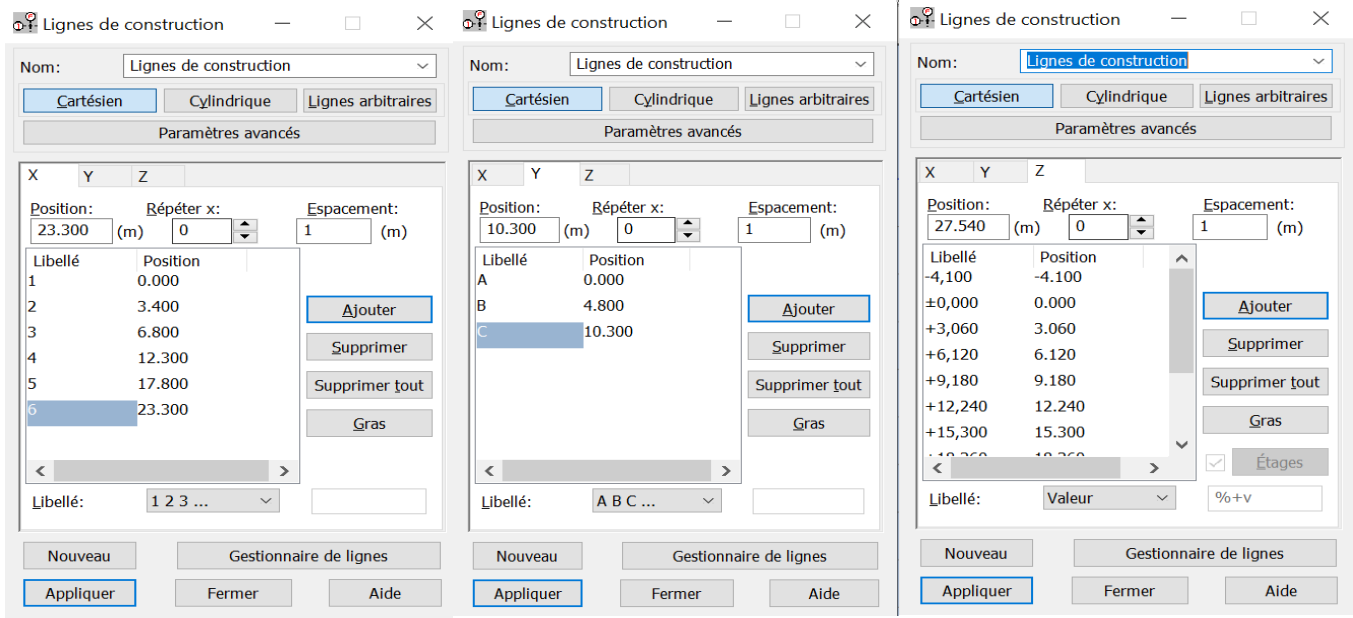 Lignes de construction
Nom: Lignes de construction
Cartésien Cylindrique Lignes arbitraires
Paramètres avancés
X Y Z
Position: Répéter x: Espacement:
23.300 (m) 0 1 (m)
Libellé Position
1 0.000
2 3.400
3 6.800
4 12.300
5 17.800
6 23.300
Ajouter
Supprimer
Supprimer tout
Gras
Libellé: 1 2 3 ...
Nouveau Gestionnaire de lignes
Appliquer Fermer Aide
Lignes de construction
Nom: Lignes de construction
Cartésien Cylindrique Lignes arbitraires
Paramètres avancés
X Y Z
Position: Répéter x: Espacement:
10.300 (m) 0 1 (m)
Libellé Position
A 0.000
B 4.800
C 10.300
Ajouter
Supprimer
Supprimer tout
Gras
Libellé: A B C ...
Nouveau Gestionnaire de lignes
Appliquer Fermer Aide
Lignes de construction
Nom: Lignes de construction
Cartésien Cylindrique Lignes arbitraires
Paramètres avancés
X Y Z
Position: Répéter x: Espacement:
27.540 (m) 0 1 (m)
Libellé Position
-4,100 -4.100
±0,000 0.000
+3,060 3.060
+6,120 6.120
+9,180 9.180
+12,240 12.240
+15,300 15.300
Ajouter
Supprimer
Supprimer tout
Gras
Étages
Libellé: Valeur %+v
Nouveau Gestionnaire de lignes
Appliquer Fermer Aide